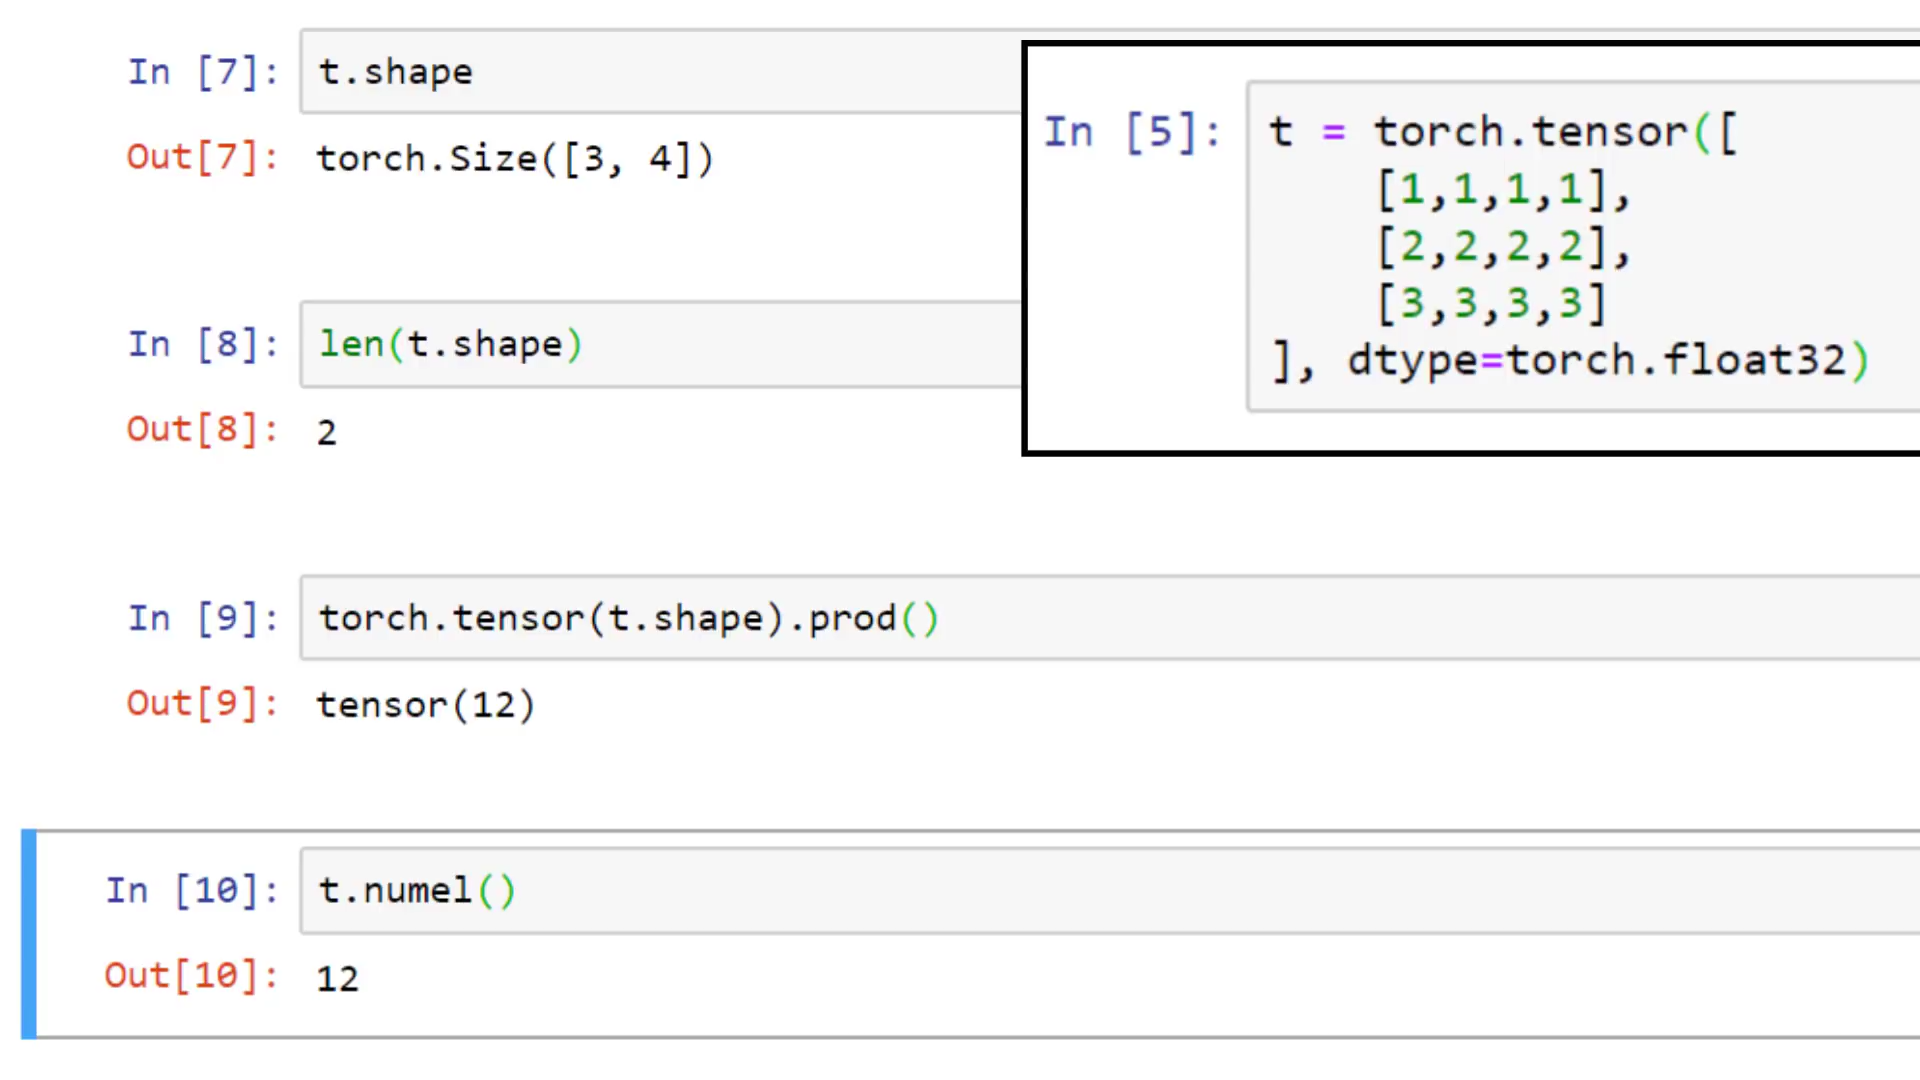 In [7]: t.shape
Out[7]: torch.Size([3, 4])
In [8]: len(t.shape)
Out[8]: 2
In [5]: t = torch.tensor([
[1,1,1,1],
[2,2,2,2],
[3,3,3,3]
], dtype=torch.float32)
In [9]: torch.tensor(t.shape).prod()
Out[9]: tensor(12)
In [10]: t.numel()
Out[10]: 12